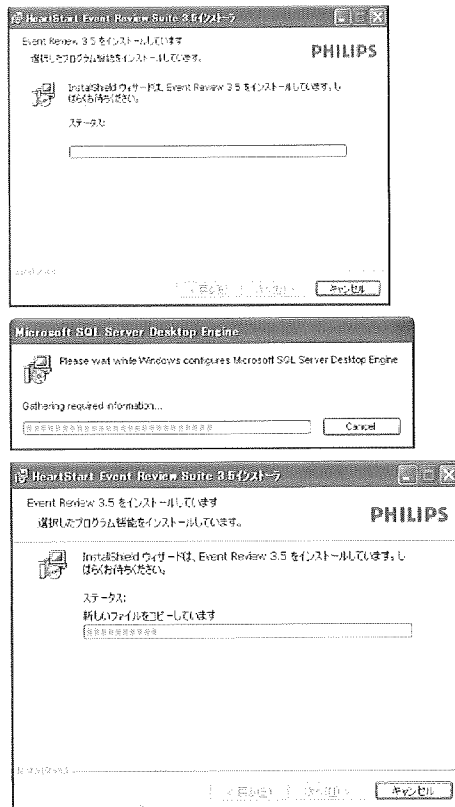 HeartStart Event Review Suite 3.5インストーラ
Event Review 3.5 をインストールしています
選択したプログラム機能をインストールしています。
PHILIPS
InstallShield ウィザードは、Event Review 3.5 をインストールしています。し
ばらくお待ちください。
ステータス:
InstallShield
< 戻る(B)
次へ(N) >
キャンセル
Microsoft SQL Server Desktop Engine
Please wait while Windows configures Microsoft SQL Server Desktop Engine
Gathering required information...
Cancel
HeartStart Event Review Suite 3.5インストーラ
Event Review 3.5 をインストールしています
選択したプログラム機能をインストールしています。
PHILIPS
InstallShield ウィザードは、Event Review 3.5 をインストールしています。し
ばらくお待ちください。
ステータス:
新しいファイルをコピーしています
InstallShield
< 戻る(B)
次へ(N) >
キャンセル